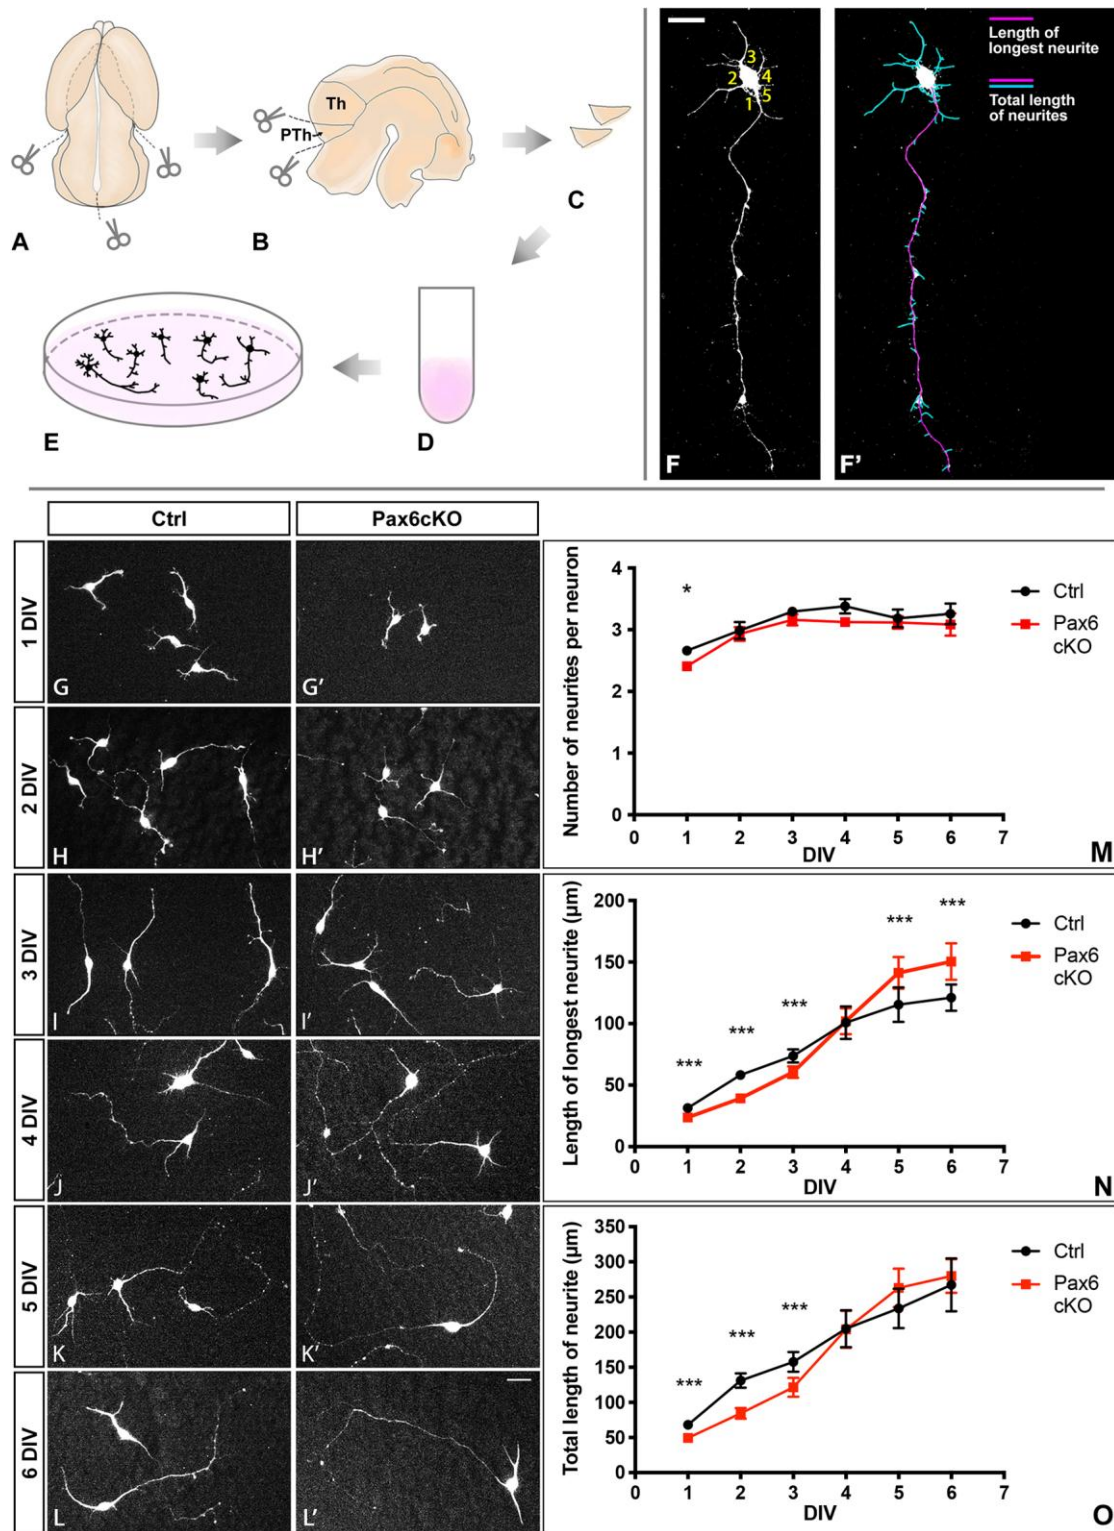 Th
PTh
A
B
C
D
E
3
2
4
5
1
F
Length of
longest neurite
Total length
of neurites
F'
Ctrl
Pax6cKO
1 DIV
G
G'
2 DIV
H
H'
3 DIV
I
I'
4 DIV
J
J'
5 DIV
K
K'
6 DIV
L
L'
Number of neurites per neuron
4
3
2
1
0
*
Ctrl
Pax6
cKO
0 1 2 3 4 5 6 7
DIV
M
Length of longest neurite (µm)
200
150
100
50
0
*** *** *** *** ***
Ctrl
Pax6
cKO
0 1 2 3 4 5 6 7
DIV
N
Total length of neurite (µm)
350
300
250
200
150
100
50
0
*** *** ***
Ctrl
Pax6
cKO
0 1 2 3 4 5 6 7
DIV
O